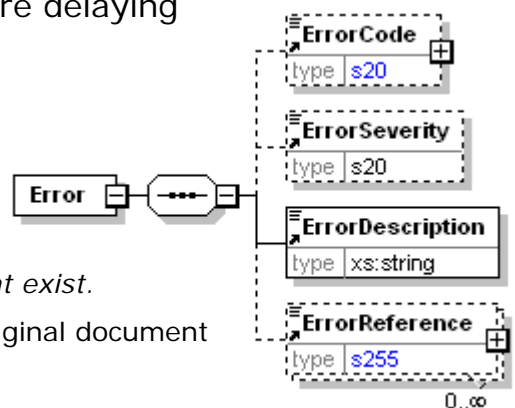 re delaying
ErrorCode
type s20
ErrorSeverity
type s20
Error
ErrorDescription
type xs:string
t exist.
ginal document
ErrorReference
type s255
0..∞